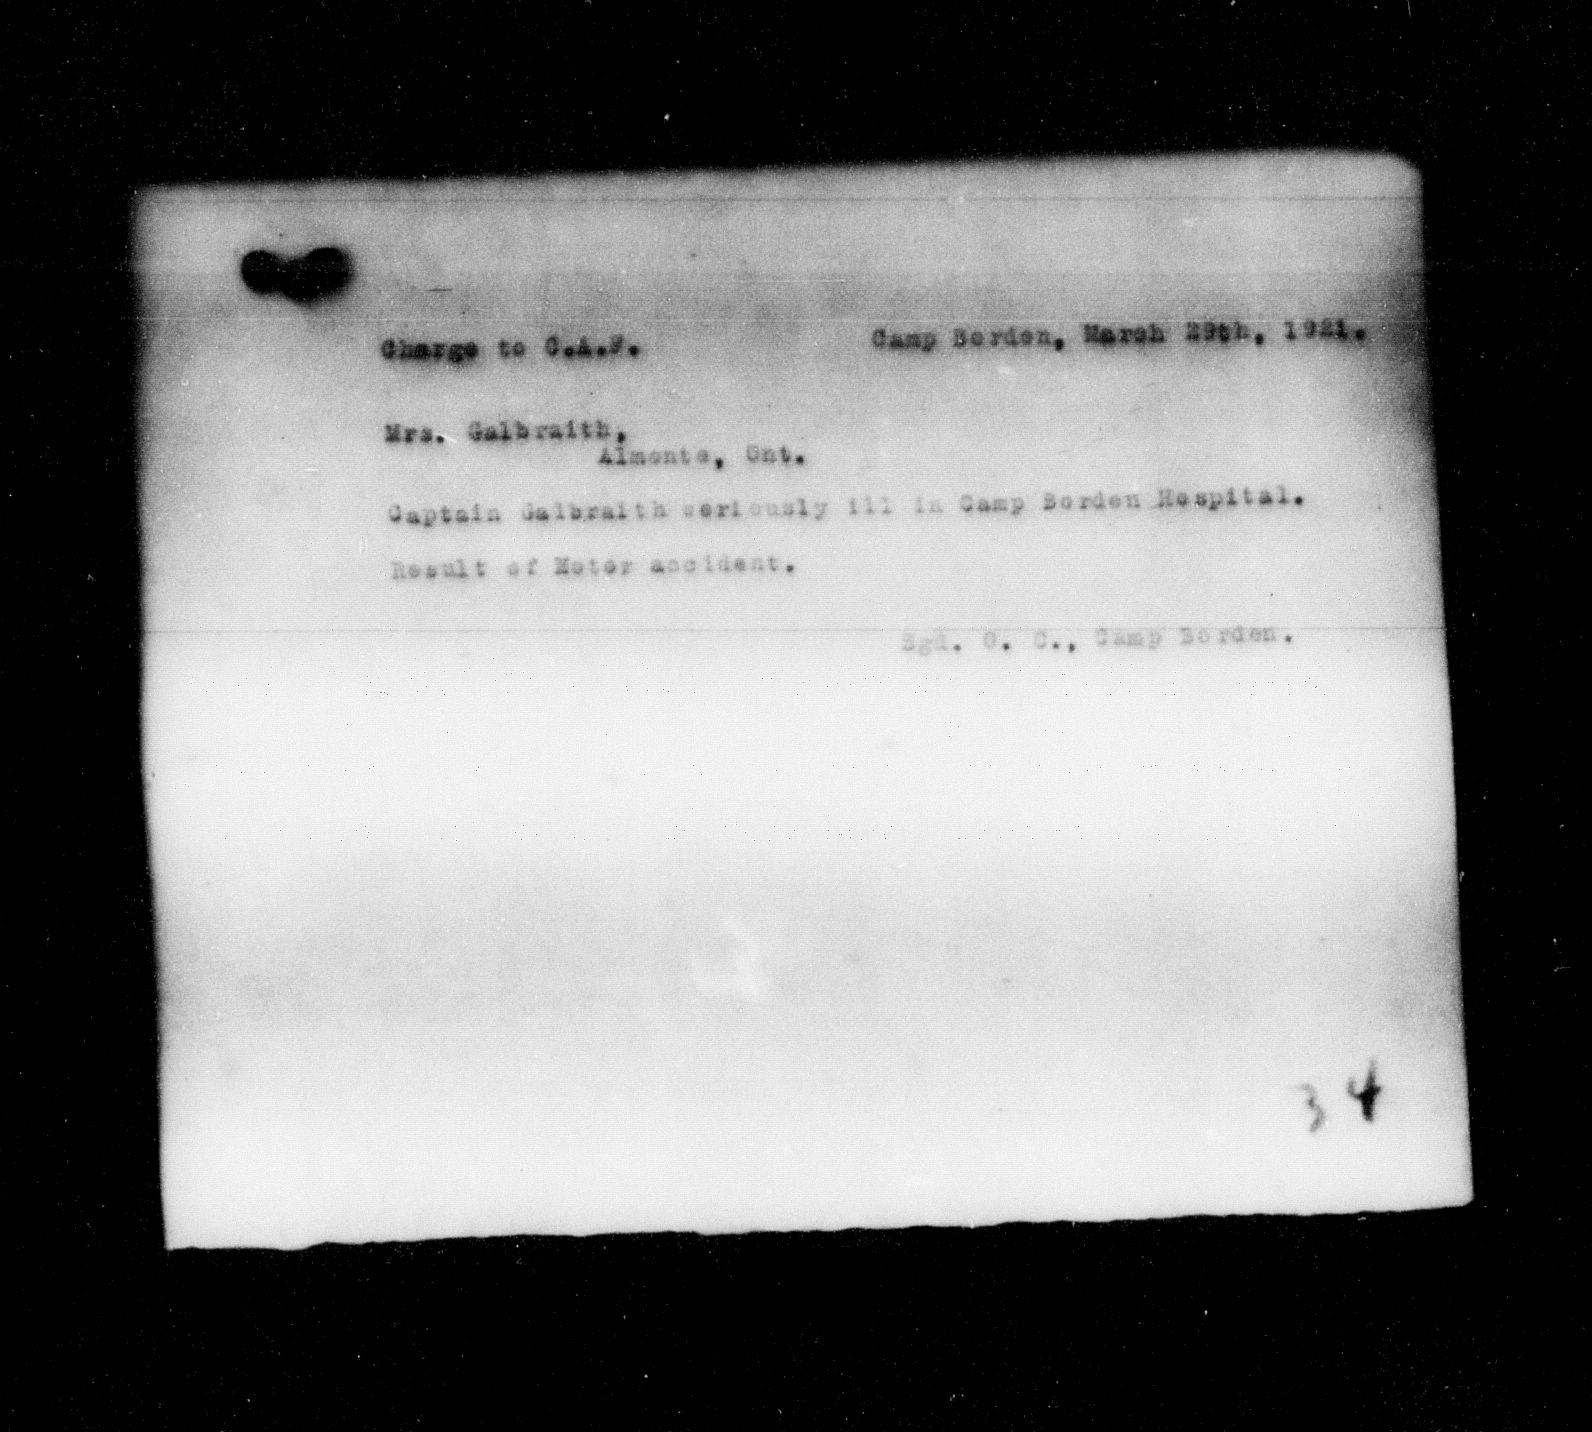 Charge to C.A.F. Camp Borden, March 29th, 1921.
Mrs. Galbraith,
Almonte, Ont.
Captain Galbraith seriously ill in Camp Borden Hospital.
Result of Motor accident.
Sgd. O. C., Camp Borden.
34